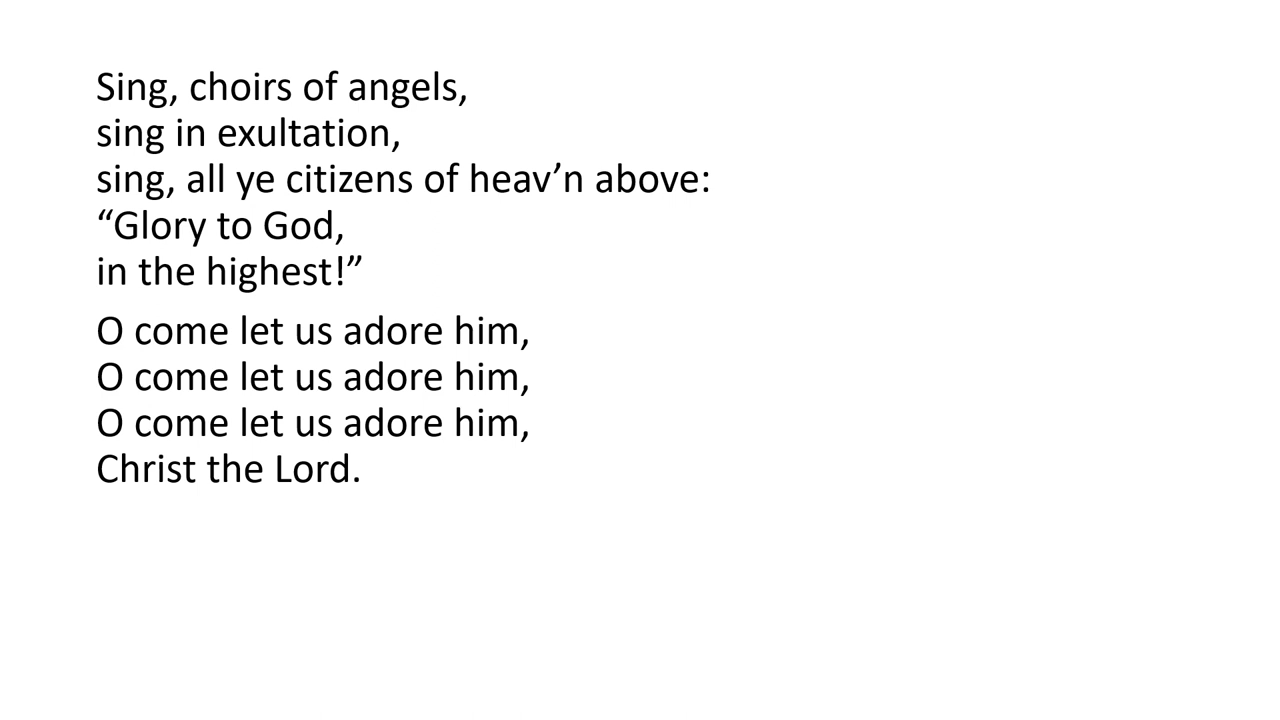 Sing, choirs of angels,
sing in exultation,
sing, all ye citizens of heav’n above:
“Glory to God,
in the highest!”
O come let us adore him,
O come let us adore him,
O come let us adore him,
Christ the Lord.